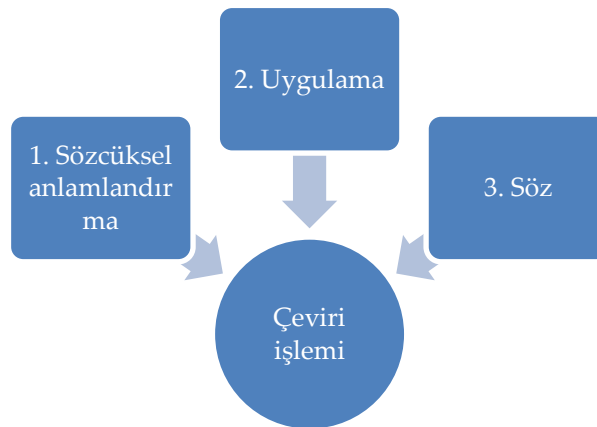 1. Sözcüksel
anlamlandır
ma
2. Uygulama
3. Söz
Çeviri
işlemi